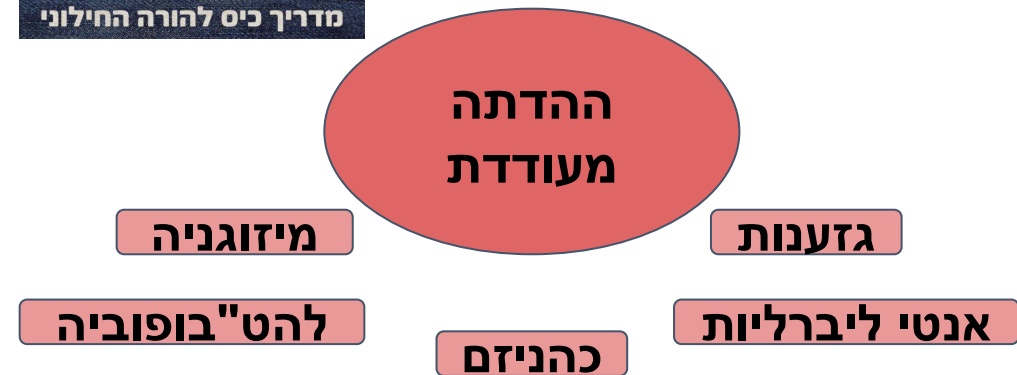 מדריך כיס להורה החילוני
ההדתה
מעודדת
גזענות
מיזוגניה
אנטי ליברליות
להט"בופוביה
כהניזם